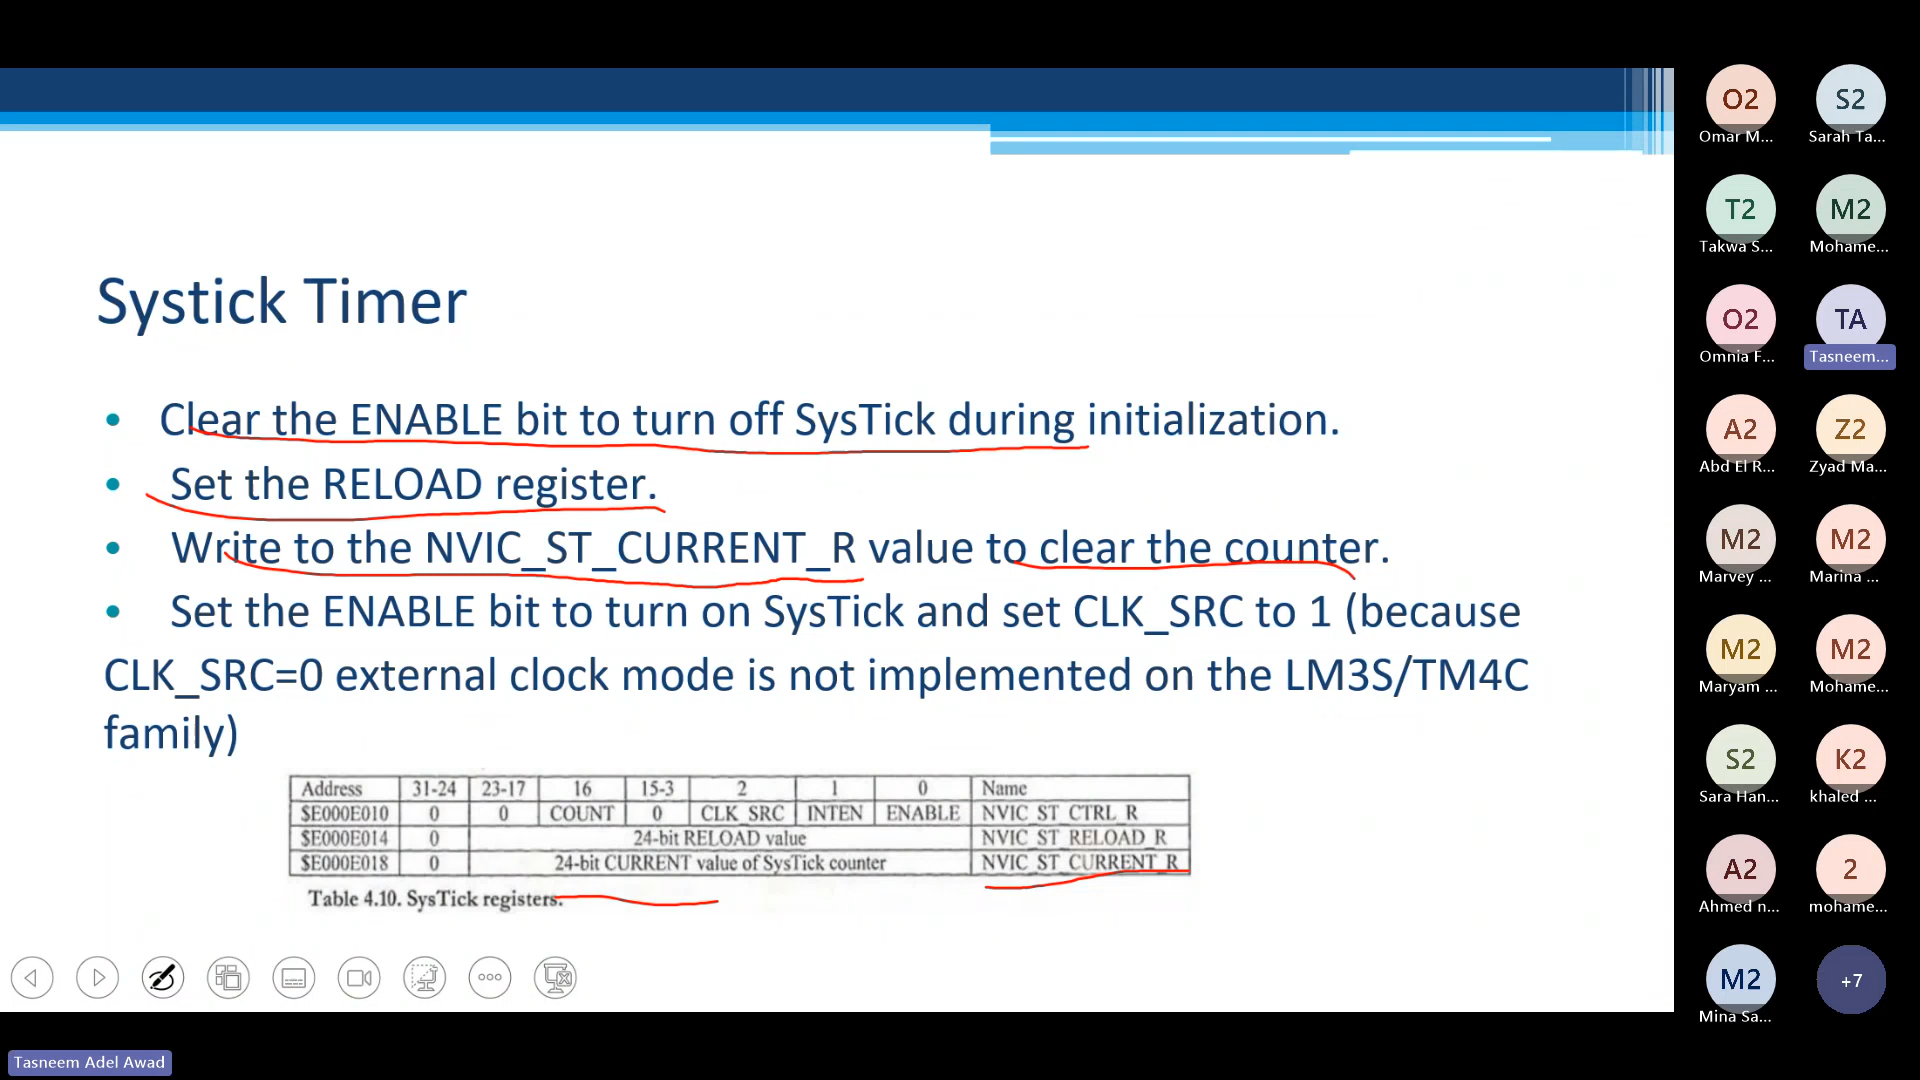 Systick Timer
• Clear the ENABLE bit to turn off SysTick during initialization.
• Set the RELOAD register.
• Write to the NVIC_ST_CURRENT_R value to clear the counter.
• Set the ENABLE bit to turn on SysTick and set CLK_SRC to 1 (because
CLK_SRC=0 external clock mode is not implemented on the LM3S/TM4C
family)
Address 31-24 23-17 16 15-3 2 1 0 Name
$E000E010 0 0 COUNT 0 CLK_SRC INTEN ENABLE NVIC_ST_CTRL_R
$E000E014 0 24-bit RELOAD value NVIC_ST_RELOAD_R
$E000E018 0 24-bit CURRENT value of SysTick counter NVIC_ST_CURRENT_R
Table 4.10. SysTick registers.
Tasneem Adel Awad
O2 S2
Omar M... Sarah Ta...
T2 M2
Takwa S... Mohame...
O2 TA
Omnia F... Tasneem...
A2 Z2
Abd El R... Zyad Ma...
M2 M2
Marvey ... Marina ...
M2 M2
Maryam ... Mohame...
S2 K2
Sara Han... khaled ...
A2 2
Ahmed n... mohame...
M2 +7
Mina Sa...